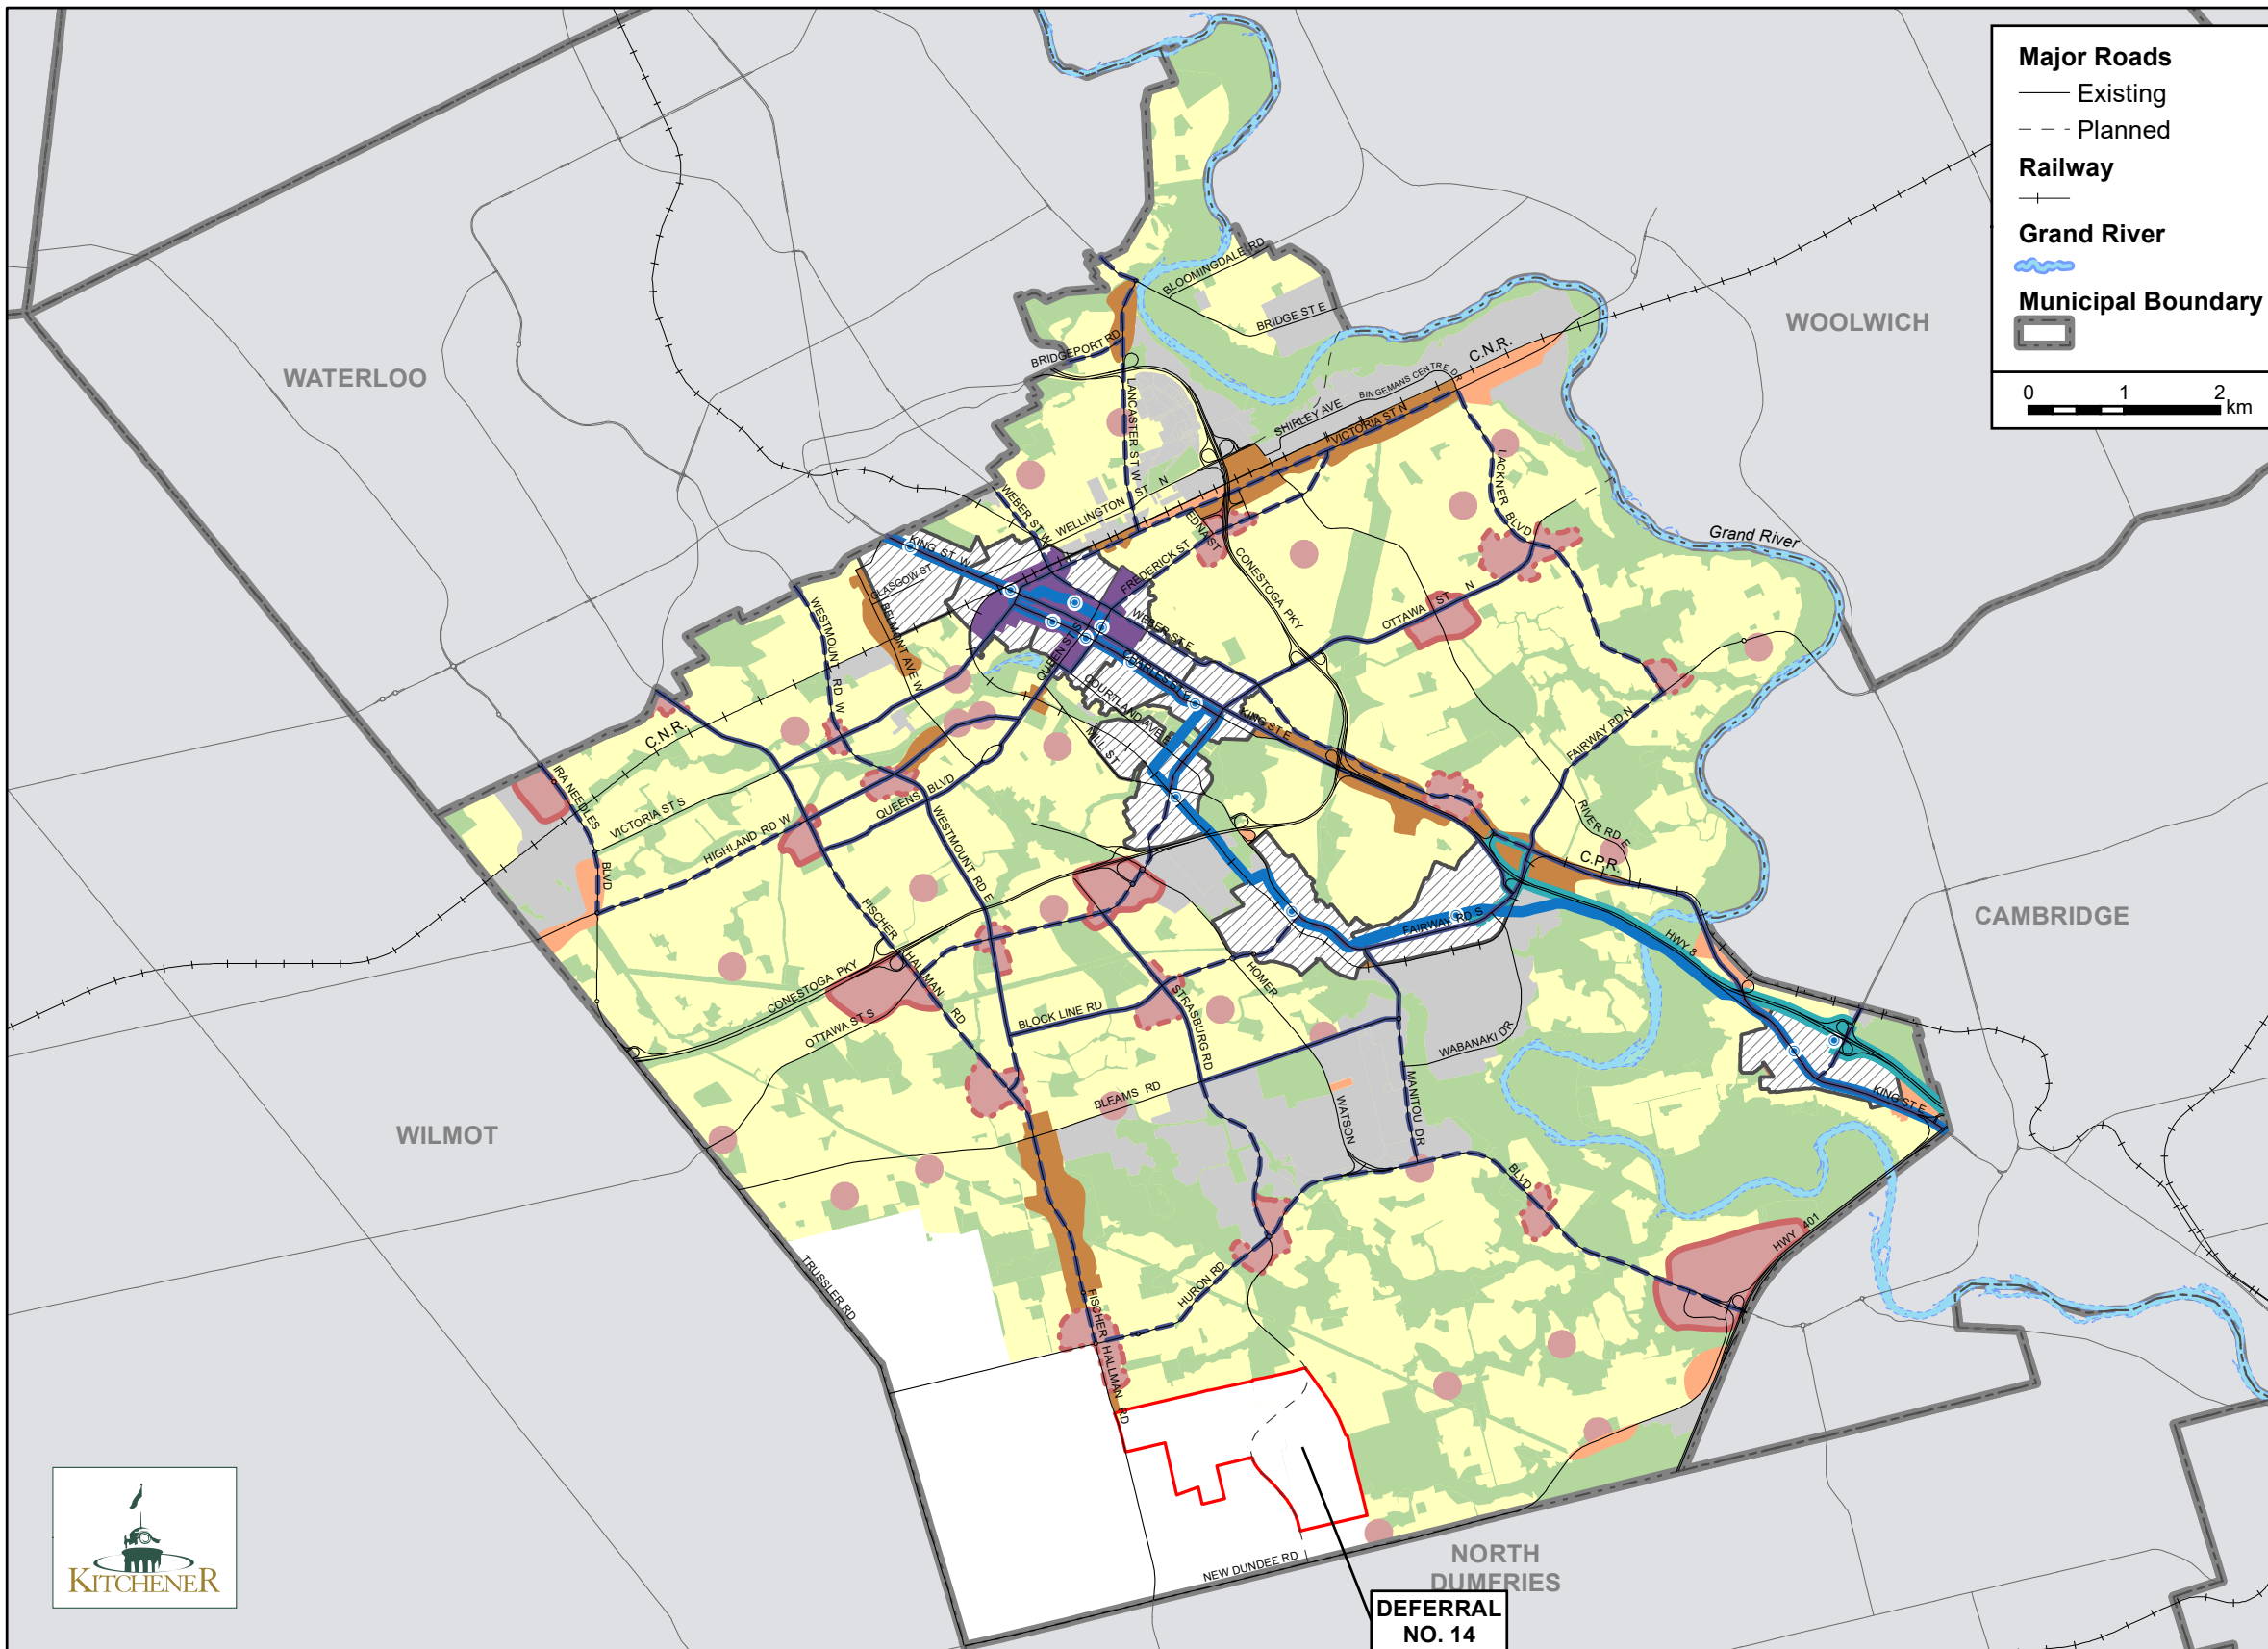 Major Roads
Existing
Planned
Railway
Grand River
Municipal Boundary
0 1 2
km
WATERLOO
WOOLWICH
CAMBRIDGE
WILMOT
NORTH
DUMFRIES
BLOOMINGDALE RD
BRIDGE ST E
BRIDGEPORT RD
LANCASTER ST W
C.N.R.
BINGEMANS CENTRE DR
SHIRLEY AVE
VICTORIA ST N
LACKNER BLVD
WEBER ST W
WELLINGTON ST N
EDNA ST
FREDERICK ST
CONESTOGA PKY
Grand River
KING ST W
GLASGOW ST
BELMONT AVE W
WESTMOUNT RD W
QUEEN ST S
WEBER ST E
CHARLES ST E
COURTLAND AVE E
MILL ST
KING ST E
OTTAWA ST N
FAIRWAY RD N
RIVER RD E
C.P.R.
C.N.R.
IRA NEEDLES
BLVD
VICTORIA ST S
HIGHLAND RD W
QUEENS BLVD
WESTMOUNT RD E
FISCHER
HALLMAN
RD
CONESTOGA PKY
OTTAWA ST S
BLOCK LINE RD
STRASBURG RD
HOMER
WATSON
BLVD
FAIRWAY RD S
HWY 8
WABANAKI DR
MANITOU DR
BLEAMS RD
KING ST E
HWY 401
HURON RD
TRUSSLER RD
FISCHER HALLMAN RD
NEW DUNDEE RD
DEFERRAL
NO. 14
KITCHENER